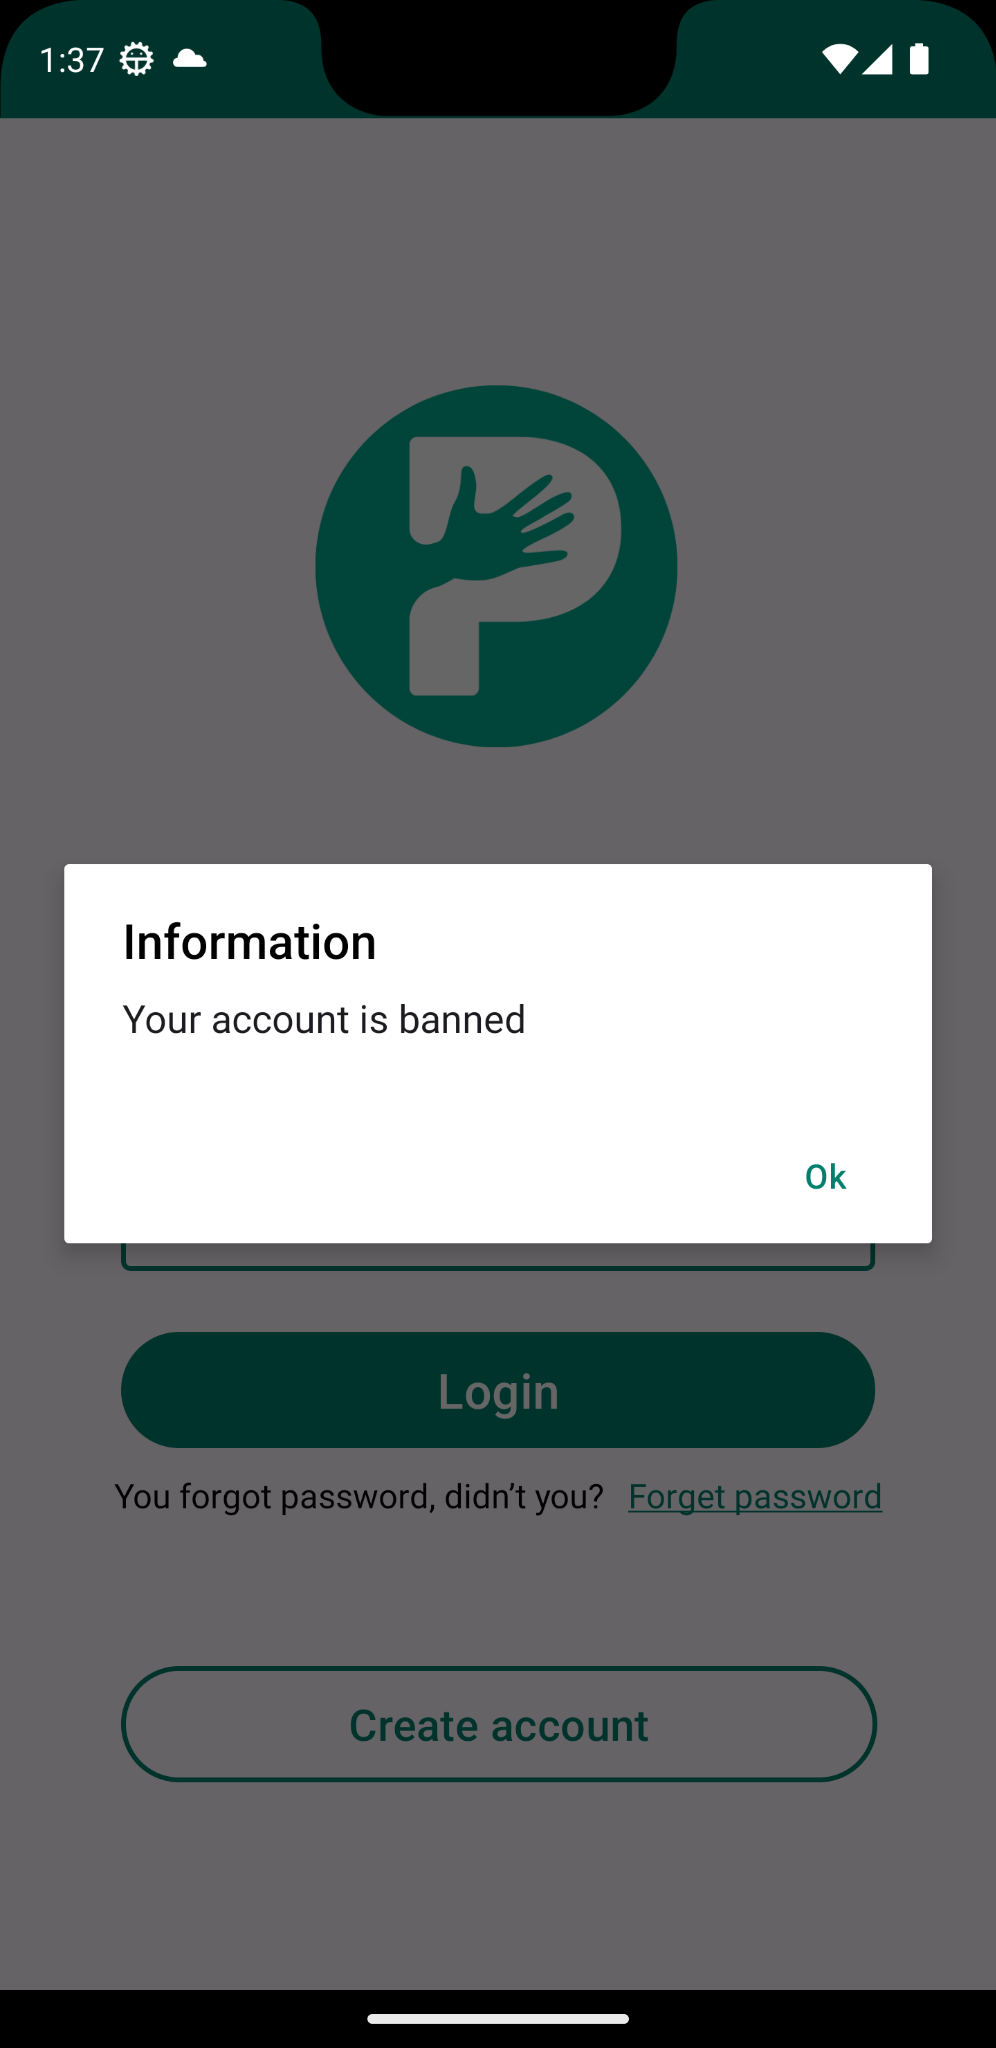 1:37
Information
Your account is banned
Ok
Login
You forgot password, didn't you? Forget password
Create account